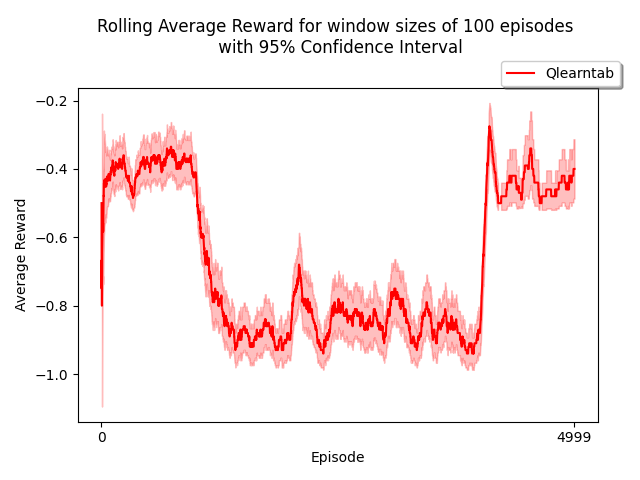 Rolling Average Reward for window sizes of 100 episodes
with 95% Confidence Interval
Qlearntab
−0.2
−0.4
−0.6
−0.8
−1.0
Average Reward
0
4999
Episode